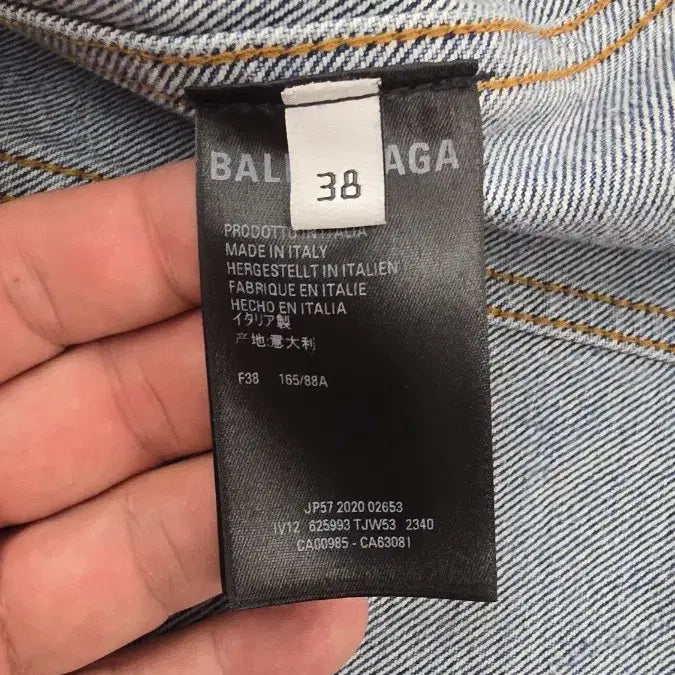 BALENCIAGA
38
PRODOTTO IN ITALIA
MADE IN ITALY
HERGESTELLT IN ITALIEN
FABRIQUE EN ITALIE
HECHO EN ITALIA
イタリア製
产地:意大利
F38 165/88A
JP57 2020 02653
IV12 625993 TJW53 2340
CA00985 - CA63081